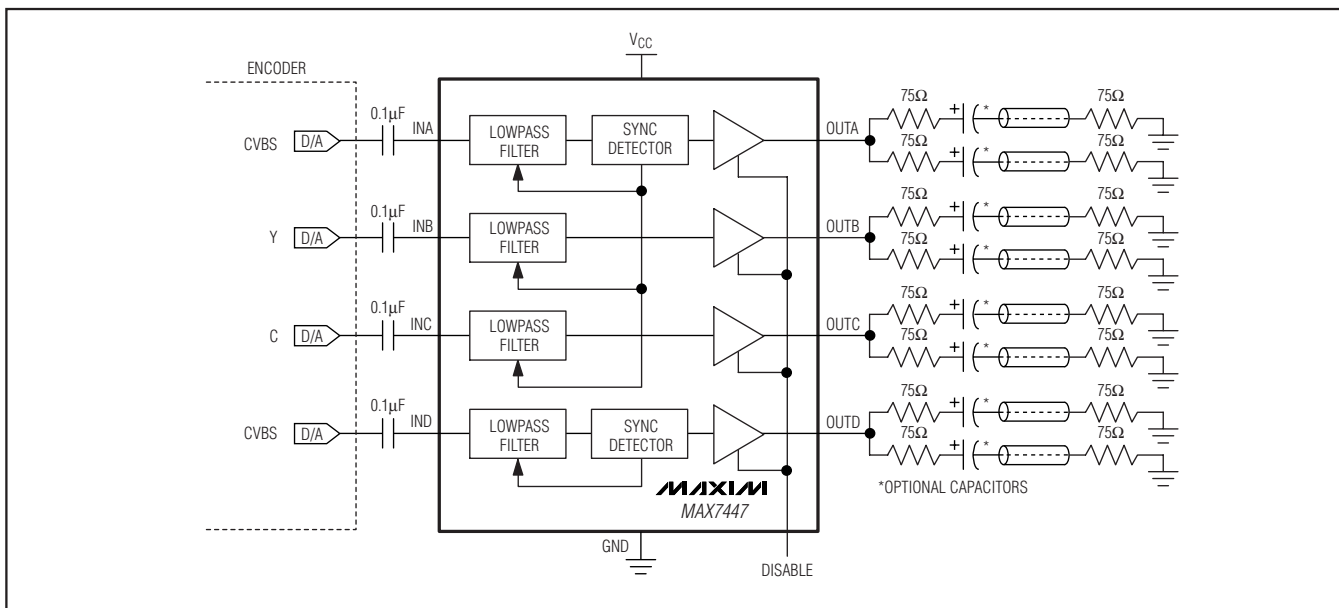 VCC
ENCODER
CVBS D/A 0.1µF INA LOWPASS FILTER SYNC DETECTOR OUTA
75Ω + * 75Ω
75Ω + * 75Ω
Y D/A 0.1µF INB LOWPASS FILTER OUTB
75Ω + * 75Ω
75Ω + * 75Ω
C D/A 0.1µF INC LOWPASS FILTER OUTC
75Ω + * 75Ω
75Ω + * 75Ω
CVBS D/A 0.1µF IND LOWPASS FILTER SYNC DETECTOR OUTD
75Ω + * 75Ω
75Ω + * 75Ω
*OPTIONAL CAPACITORS
MAXIM
MAX7447
GND
DISABLE